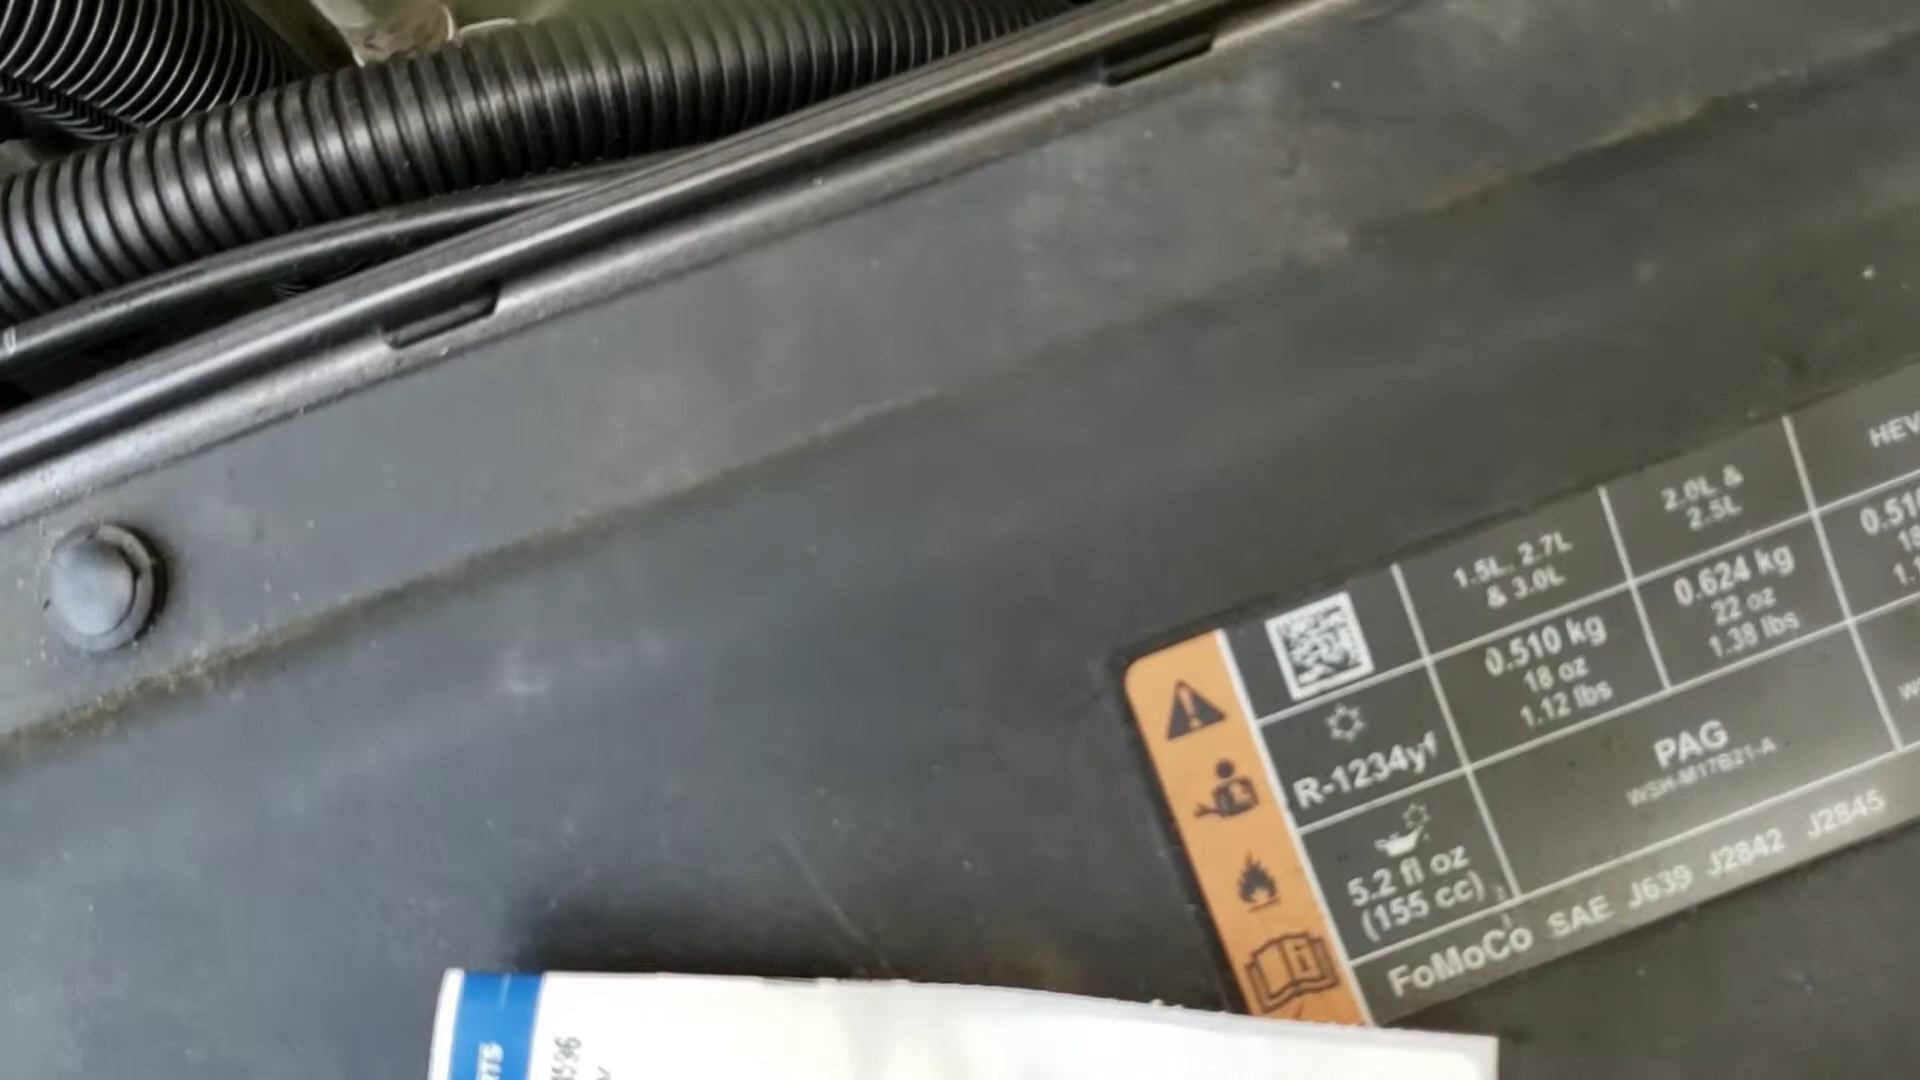 1.5L, 2.7L
& 3.0L
2.0L &
2.5L
HEV
R-1234yf
0.510 kg
18 oz
1.12 lbs
0.624 kg
22 oz
1.38 lbs
5.2 fl oz
(155 cc)
PAG
WSH-M17B21-A
FoMoCo SAE J639 J2842 J2845